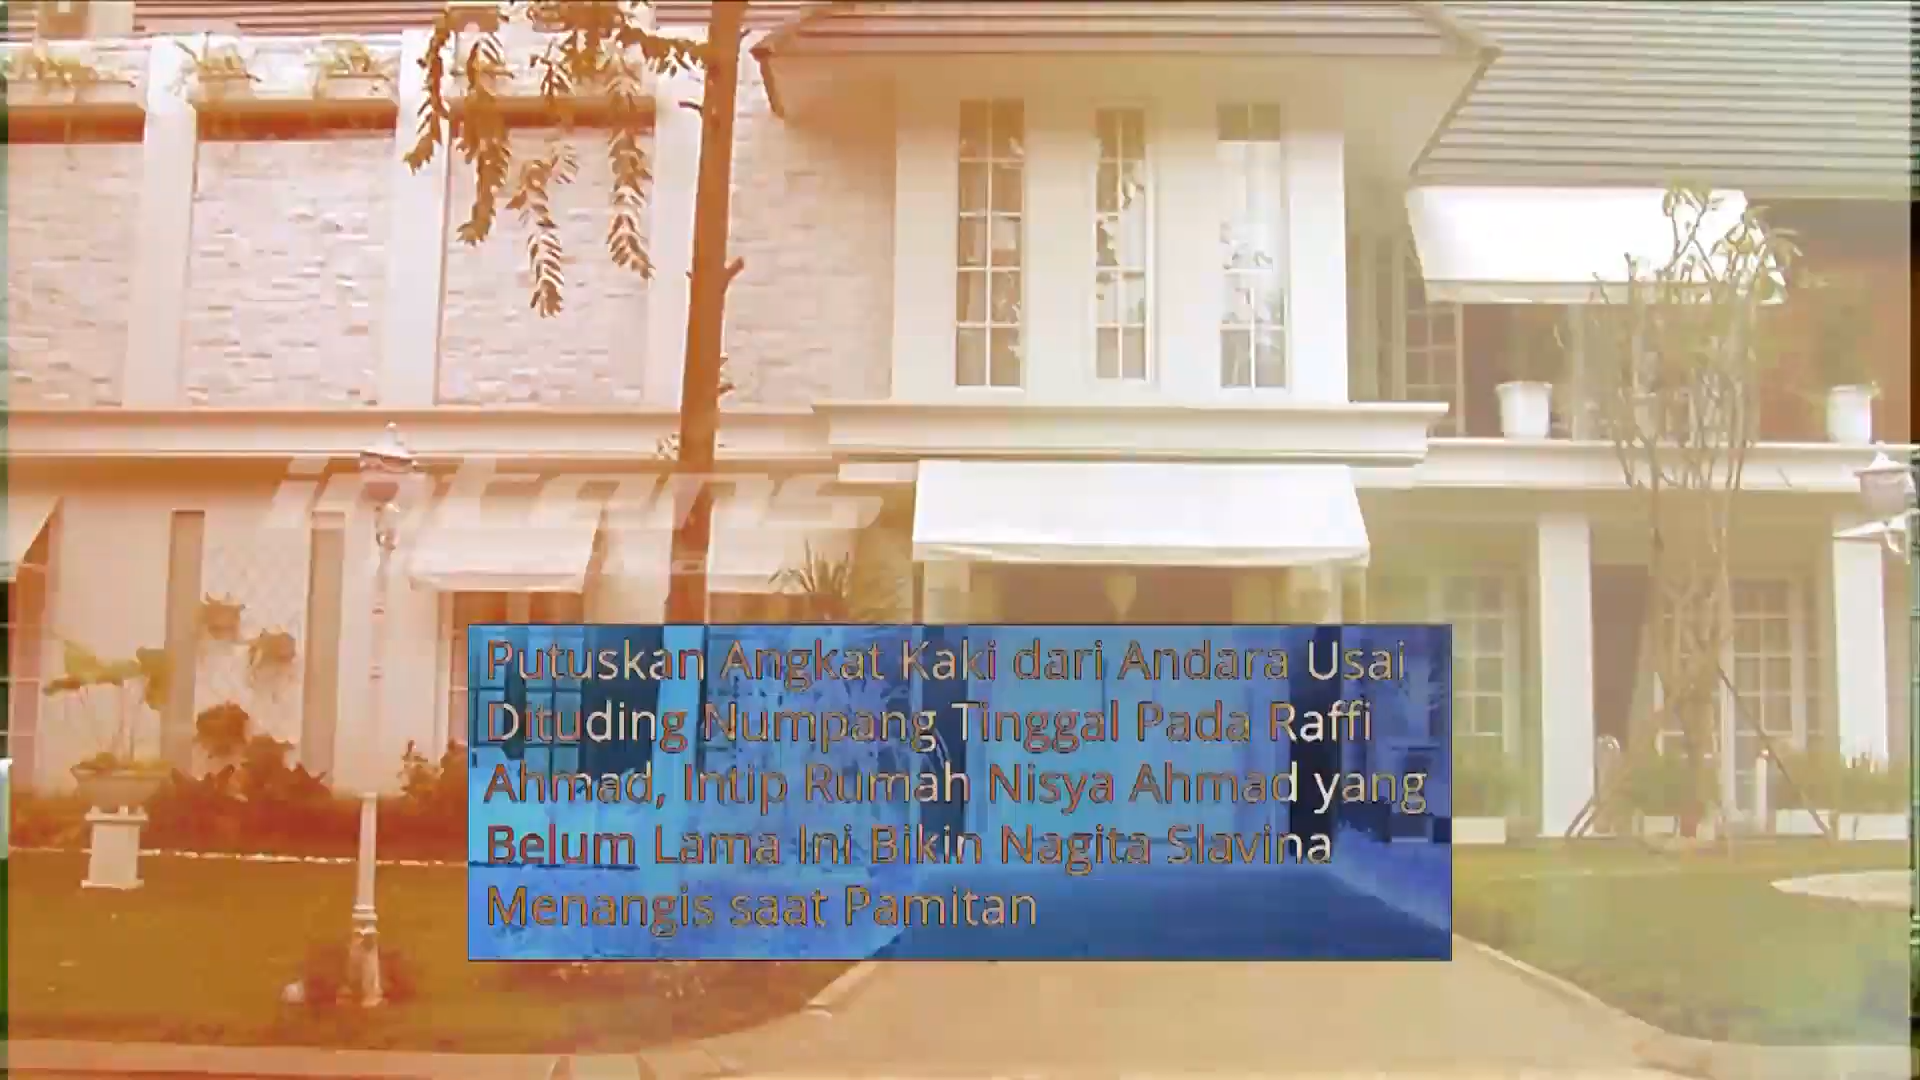 intens
Putuskan Angkat Kaki dari Andara Usai
Dituding Numpang Tinggal Pada Raffi
Ahmad, Intip Rumah Nisya Ahmad yang
Belum Lama Ini Bikin Nagita Slavina
Menangis saat Pamitan